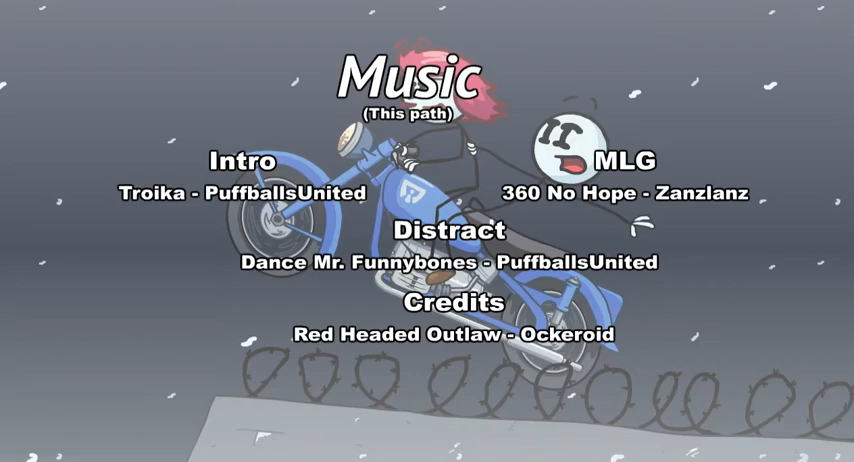 Music
(This path)
Intro
Troika - PuffballsUnited
MLG
360 No Hope - Zanzlanz
Distract
Dance Mr. Funnybones - PuffballsUnited
Credits
Red Headed Outlaw - Ockeroid